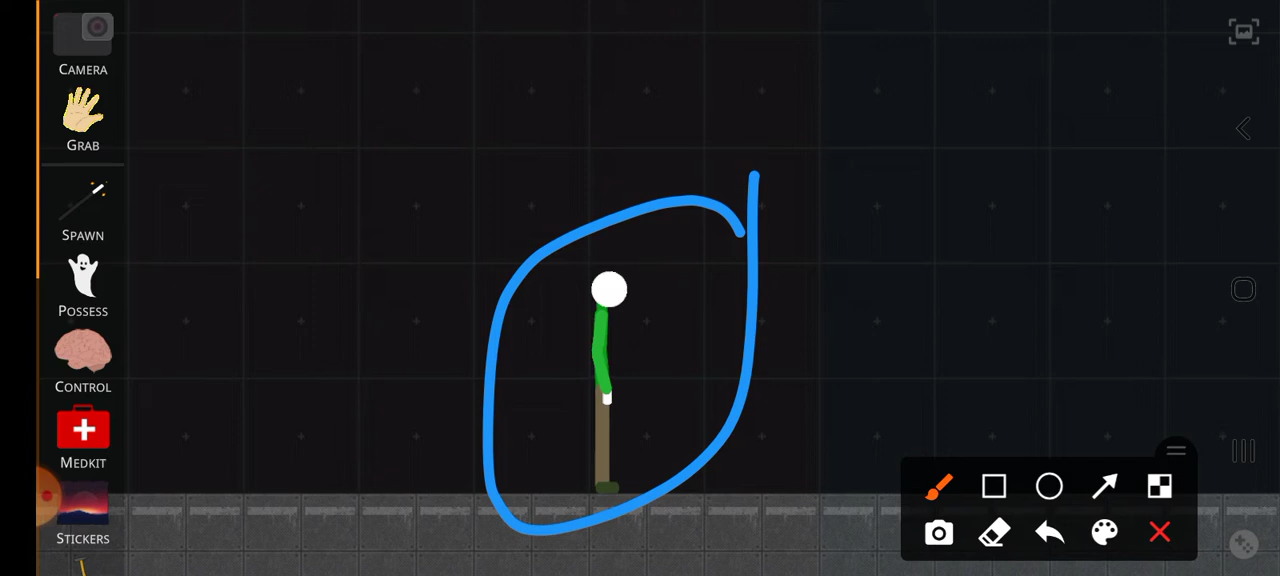 CAMERA
GRAB
SPAWN
POSSESS
CONTROL
MEDKIT
STICKERS